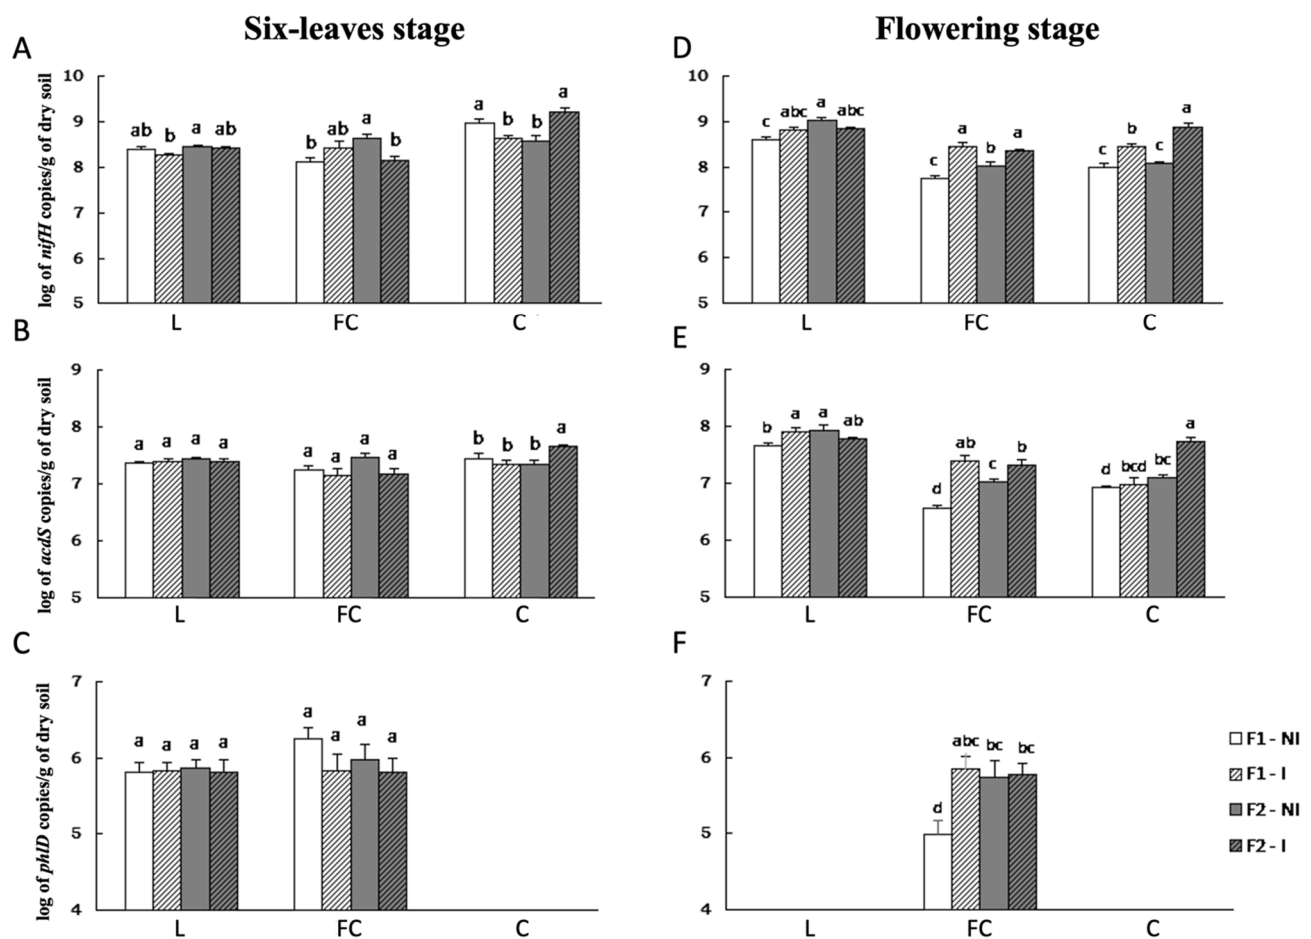 Six-leaves stage
Flowering stage
A
log of nifH copies/g of dry soil
10
9
8
7
6
5
ab b a ab
b ab a b
a b b a
L FC C
D
10
9
8
7
6
5
c abc a abc
c a b a
c b c a
L FC C
B
log of acdS copies/g of dry soil
9
8
7
6
5
a a a a
a a a a
b b b a
L FC C
E
9
8
7
6
5
b a a ab
d ab c b
d bcd bc a
L FC C
C
log of phlD copies/g of dry soil
7
6
5
4
a a a a
a a a a
L FC C
F
7
6
5
4
d abc bc bc
L FC C
F1 - NI
F1 - I
F2 - NI
F2 - I